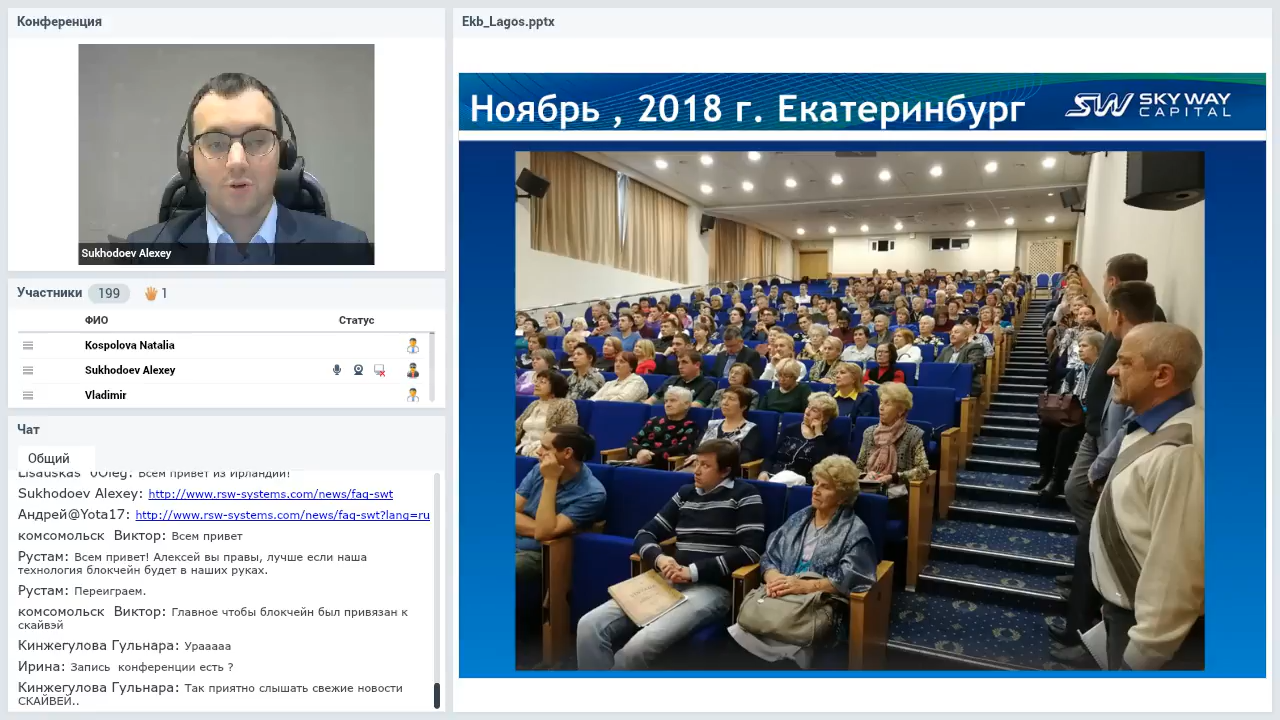 Конференция
Sukhodoev Alexey
Участники 199 1
ФИО Статус
Kospolova Natalia
Sukhodoev Alexey
Vladimir
Чат
Общий
Lisauskas 00leg: Всем привет из Ирландии!
Sukhodoev Alexey: http://www.rsw-systems.com/news/faq-swt
Андрей@Yota17: http://www.rsw-systems.com/news/faq-swt?lang=ru
комсомольск Виктор: Всем привет
Рустам: Всем привет! Алексей вы правы, лучше если наша
технология блокчейн будет в наших руках.
Рустам: Переиграем.
комсомольск Виктор: Главное чтобы блокчейн был привязан к
скайвэй
Кинжегулова Гульнара: Ураaааа
Ирина: Запись конференции есть ?
Кинжегулова Гульнара: Так приятно слышать свежие новости
СКАЙВЕЙ..
Ekb_Lagos.pptx
Ноябрь , 2018 г. Екатеринбург
SW SKY WAY
CAPITAL